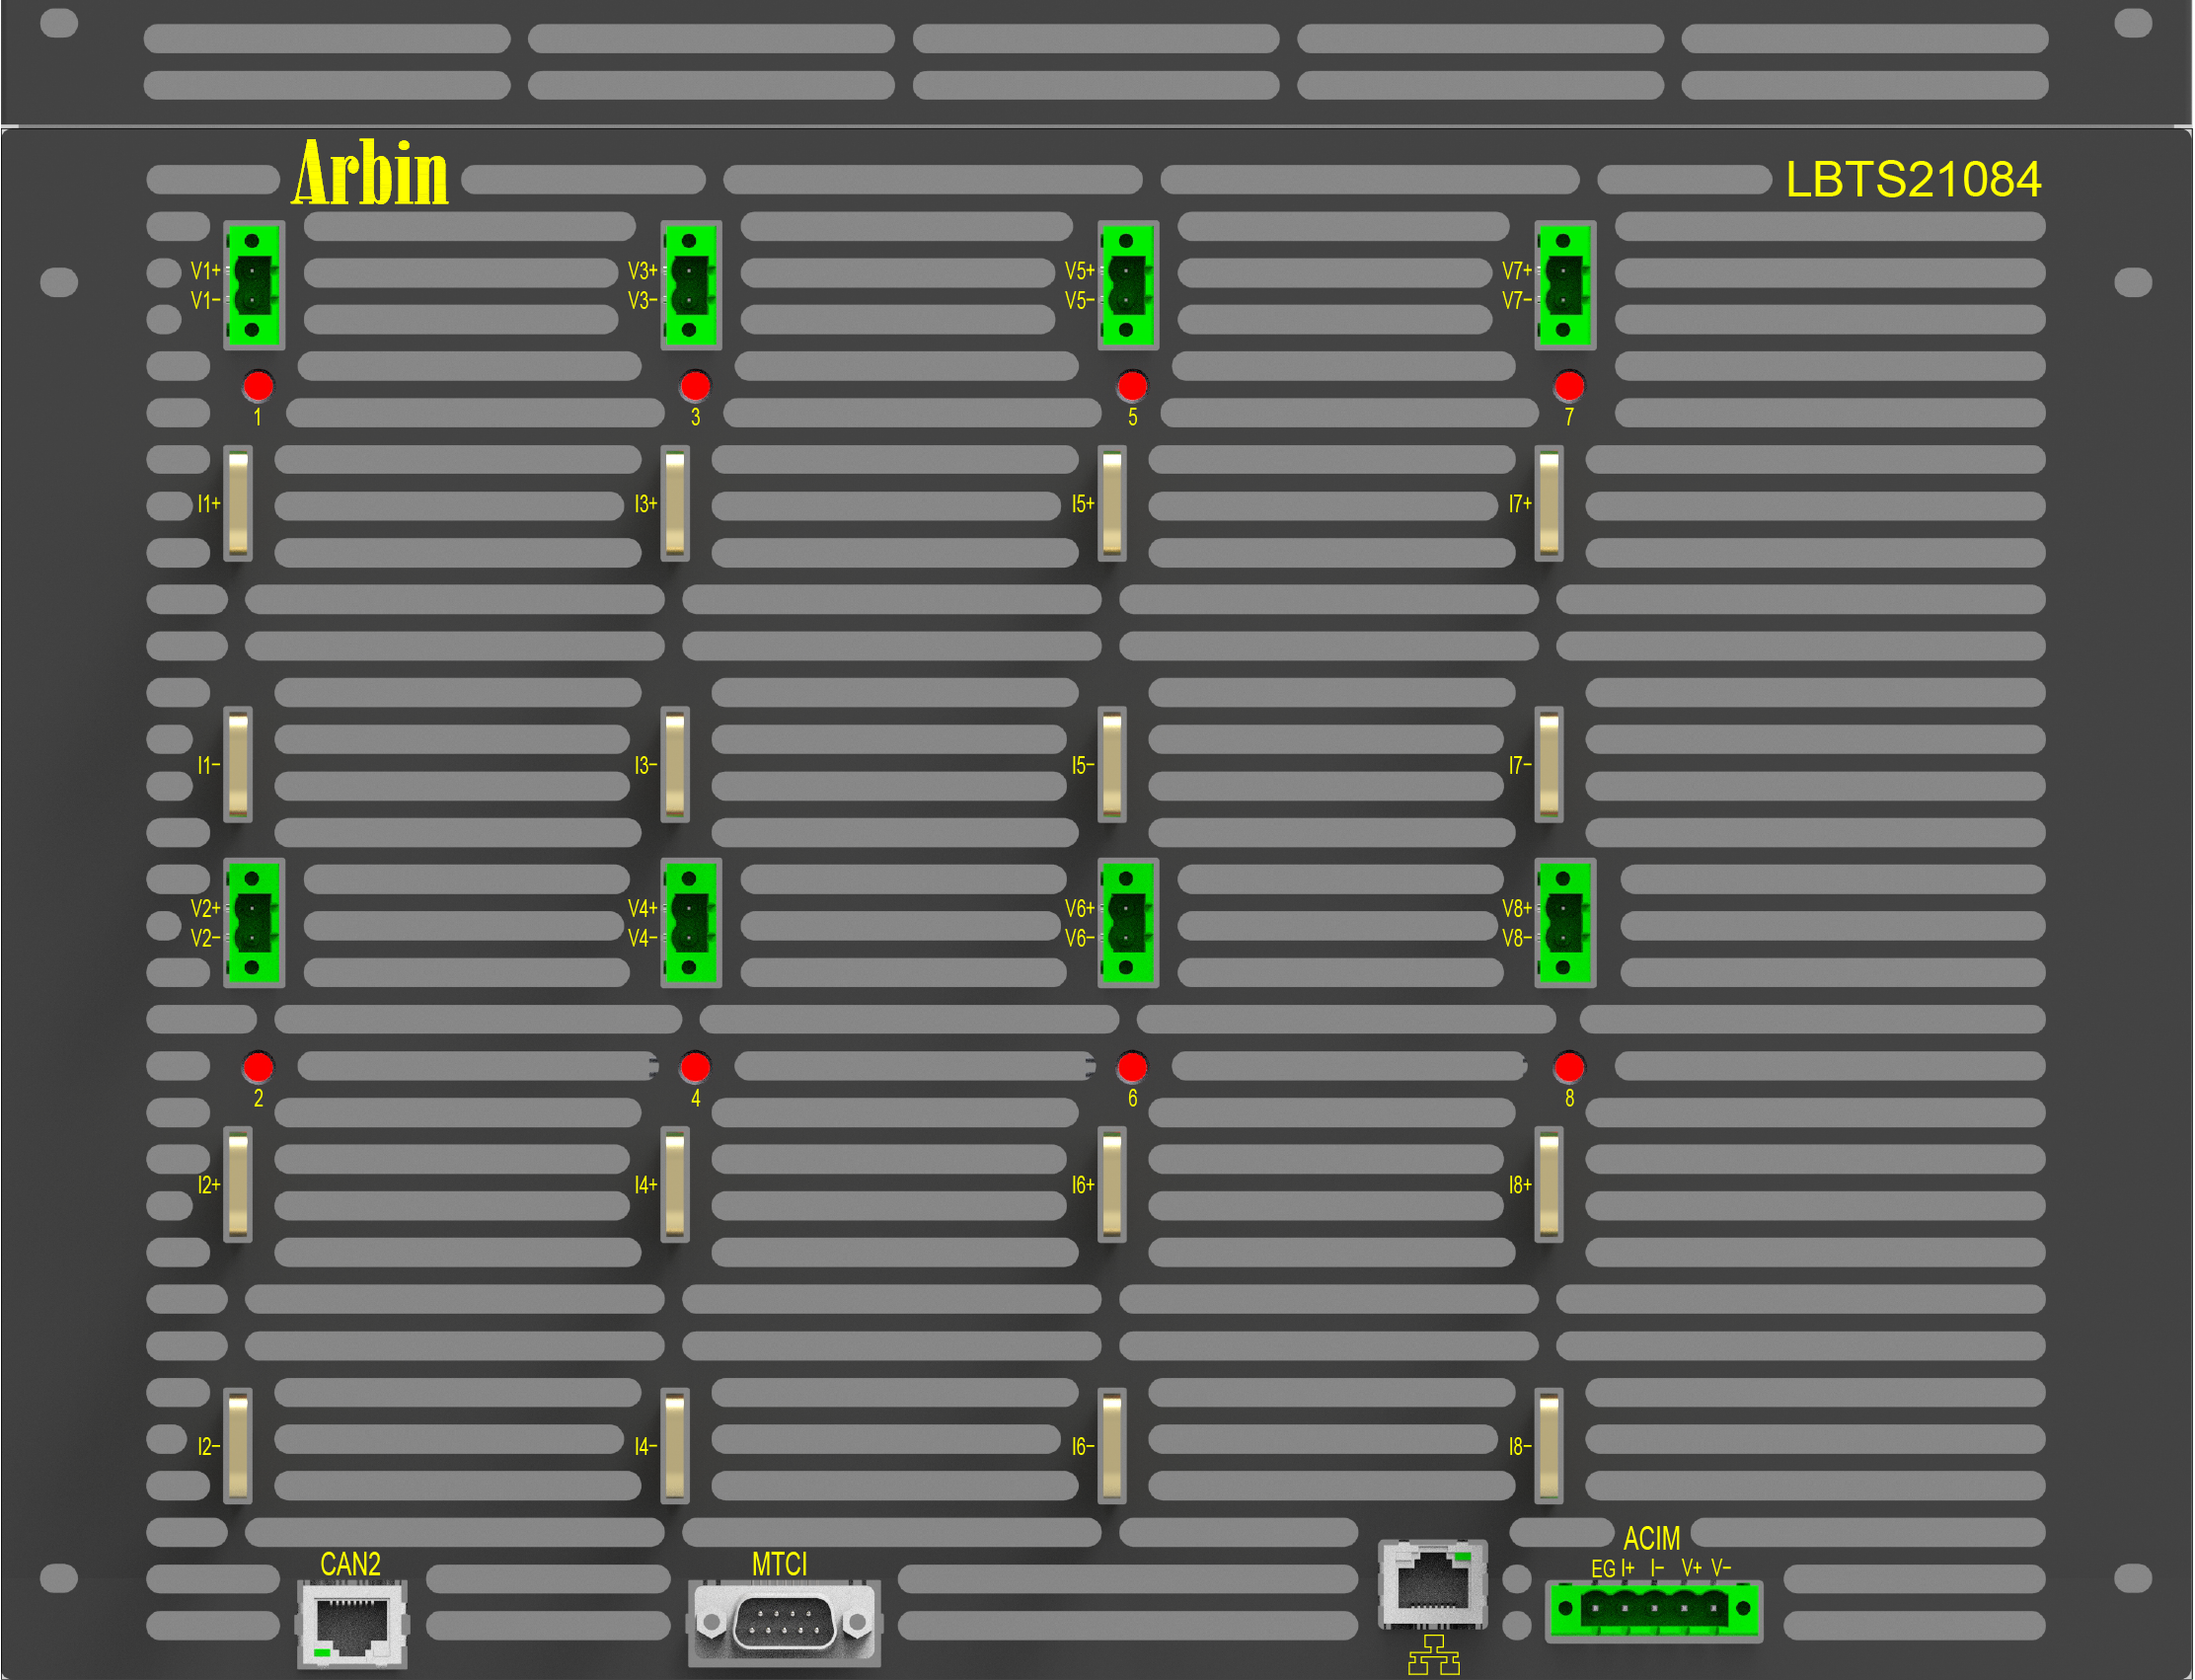 Arbin
LBTS21084
V1+ V3+ V5+ V7+
V1- V3- V5- V7-
1 3 5 7
I1+ I3+ I5+ I7+
I1- I3- I5- I7-
V2+ V4+ V6+ V8+
V2- V4- V6- V8-
2 4 6 8
I2+ I4+ I6+ I8+
I2- I4- I6- I8-
CAN2 MTCI ACIM
EG I+ I- V+ V-